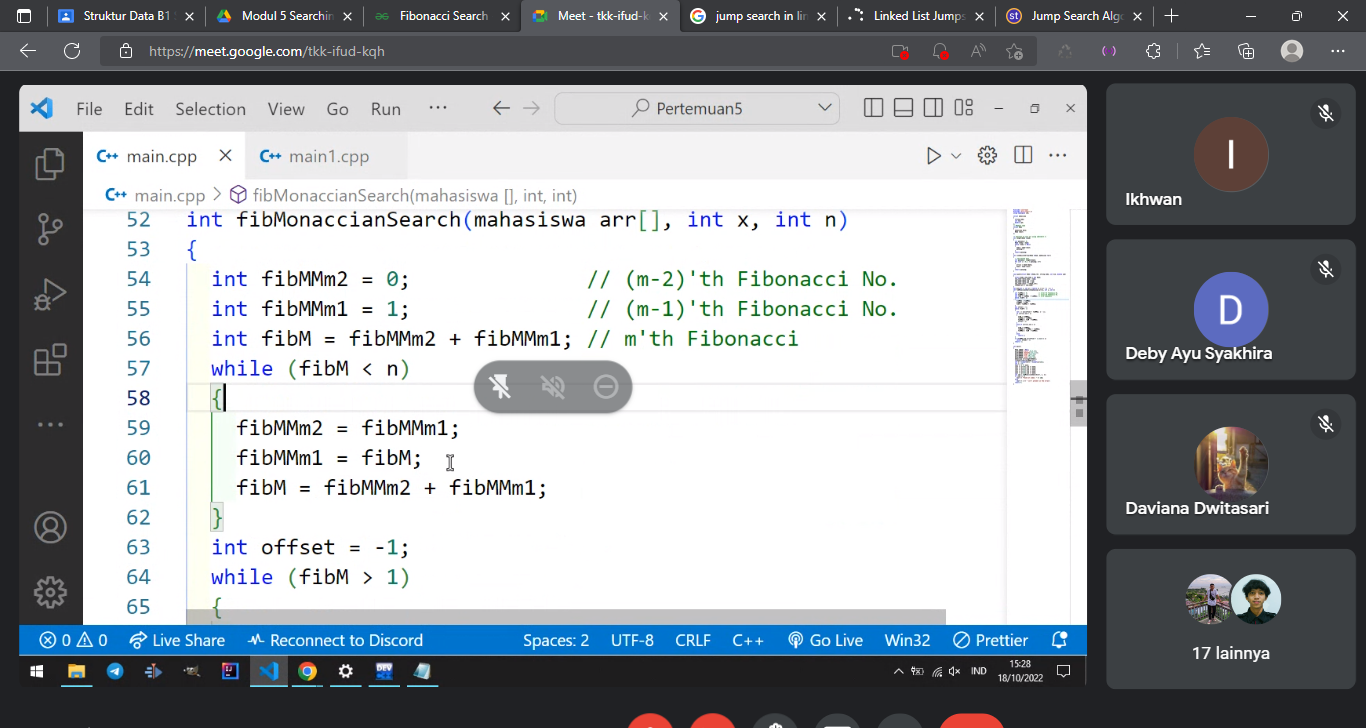 Struktur Data B1
Modul 5 Searchin
Fibonacci Search
Meet - tkk-ifud-k
jump search in lin
Linked List Jumps
Jump Search Algo
https://meet.google.com/tkk-ifud-kqh
File Edit Selection View Go Run ···
Pertemuan5
C++ main.cpp
C++ main1.cpp
C++ main.cpp > fibMonaccianSearch(mahasiswa [], int, int)
52 int fibMonaccianSearch(mahasiswa arr[], int x, int n)
53 {
54 int fibMMm2 = 0; // (m-2)'th Fibonacci No.
55 int fibMMm1 = 1; // (m-1)'th Fibonacci No.
56 int fibM = fibMMm2 + fibMMm1; // m'th Fibonacci
57 while (fibM < n)
58 {
59 fibMMm2 = fibMMm1;
60 fibMMm1 = fibM;
61 fibM = fibMMm2 + fibMMm1;
62 }
63 int offset = -1;
64 while (fibM > 1)
65 {
0 0 Live Share Reconnect to Discord Spaces: 2 UTF-8 CRLF C++ Go Live Win32 Prettier
DEV
IND
15:28
18/10/2022
I
Ikhwan
D
Deby Ayu Syakhira
Daviana Dwitasari
17 lainnya